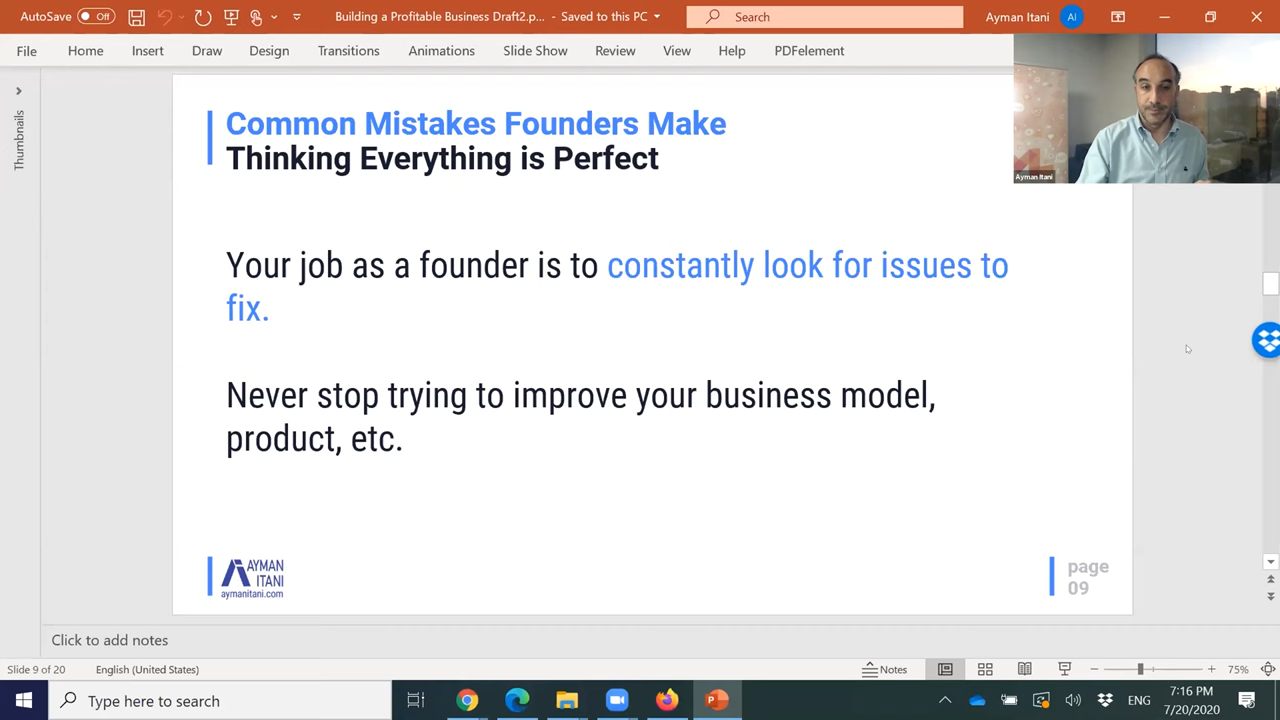 AutoSave Off Building a Profitable Business Draft2.p... - Saved to this PC Search Ayman Itani AI
File Home Insert Draw Design Transitions Animations Slide Show Review View Help PDFelement
Thumbnails
Common Mistakes Founders Make
Thinking Everything is Perfect
Ayman Itani
Your job as a founder is to constantly look for issues to
fix.
Never stop trying to improve your business model,
product, etc.
AYMAN
ITANI
aymanitani.com
page
09
Click to add notes
Slide 9 of 20 English (United States) Notes 75%
Type here to search ENG 7:16 PM
7/20/2020